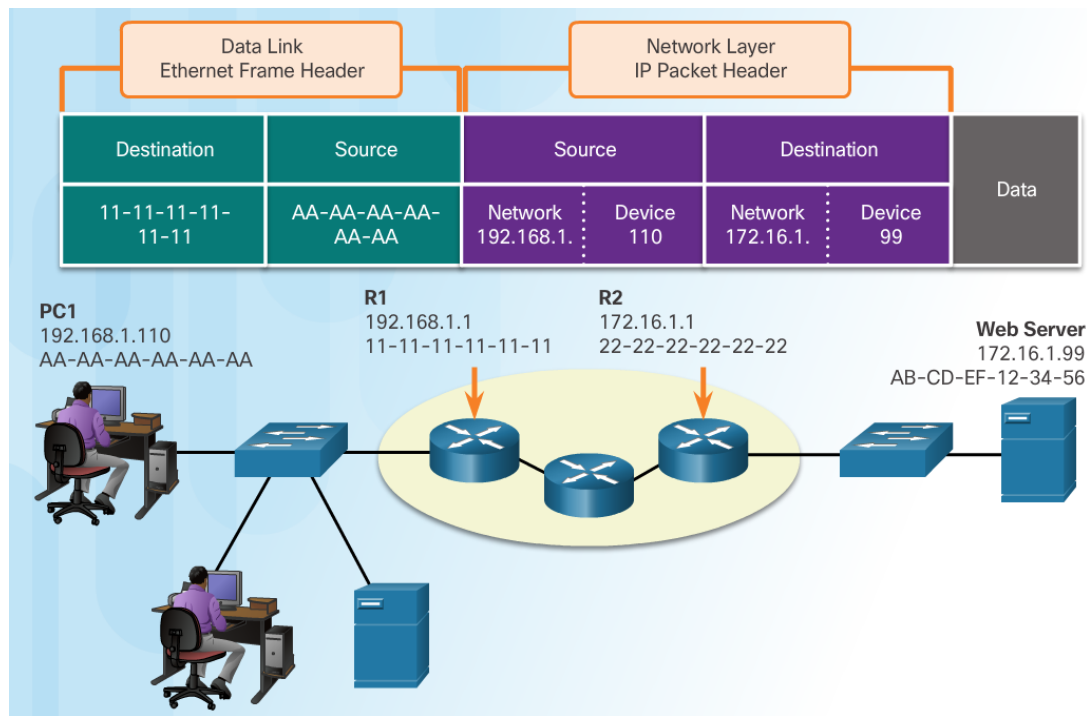 Data Link
Ethernet Frame Header
Network Layer
IP Packet Header
Destination
Source
Source
Destination
Data
11-11-11-11-
11-11
AA-AA-AA-AA-
AA-AA
Network
192.168.1.
Device
110
Network
172.16.1.
Device
99
PC1
192.168.1.110
AA-AA-AA-AA-AA-AA
R1
192.168.1.1
11-11-11-11-11-11
R2
172.16.1.1
22-22-22-22-22-22
Web Server
172.16.1.99
AB-CD-EF-12-34-56